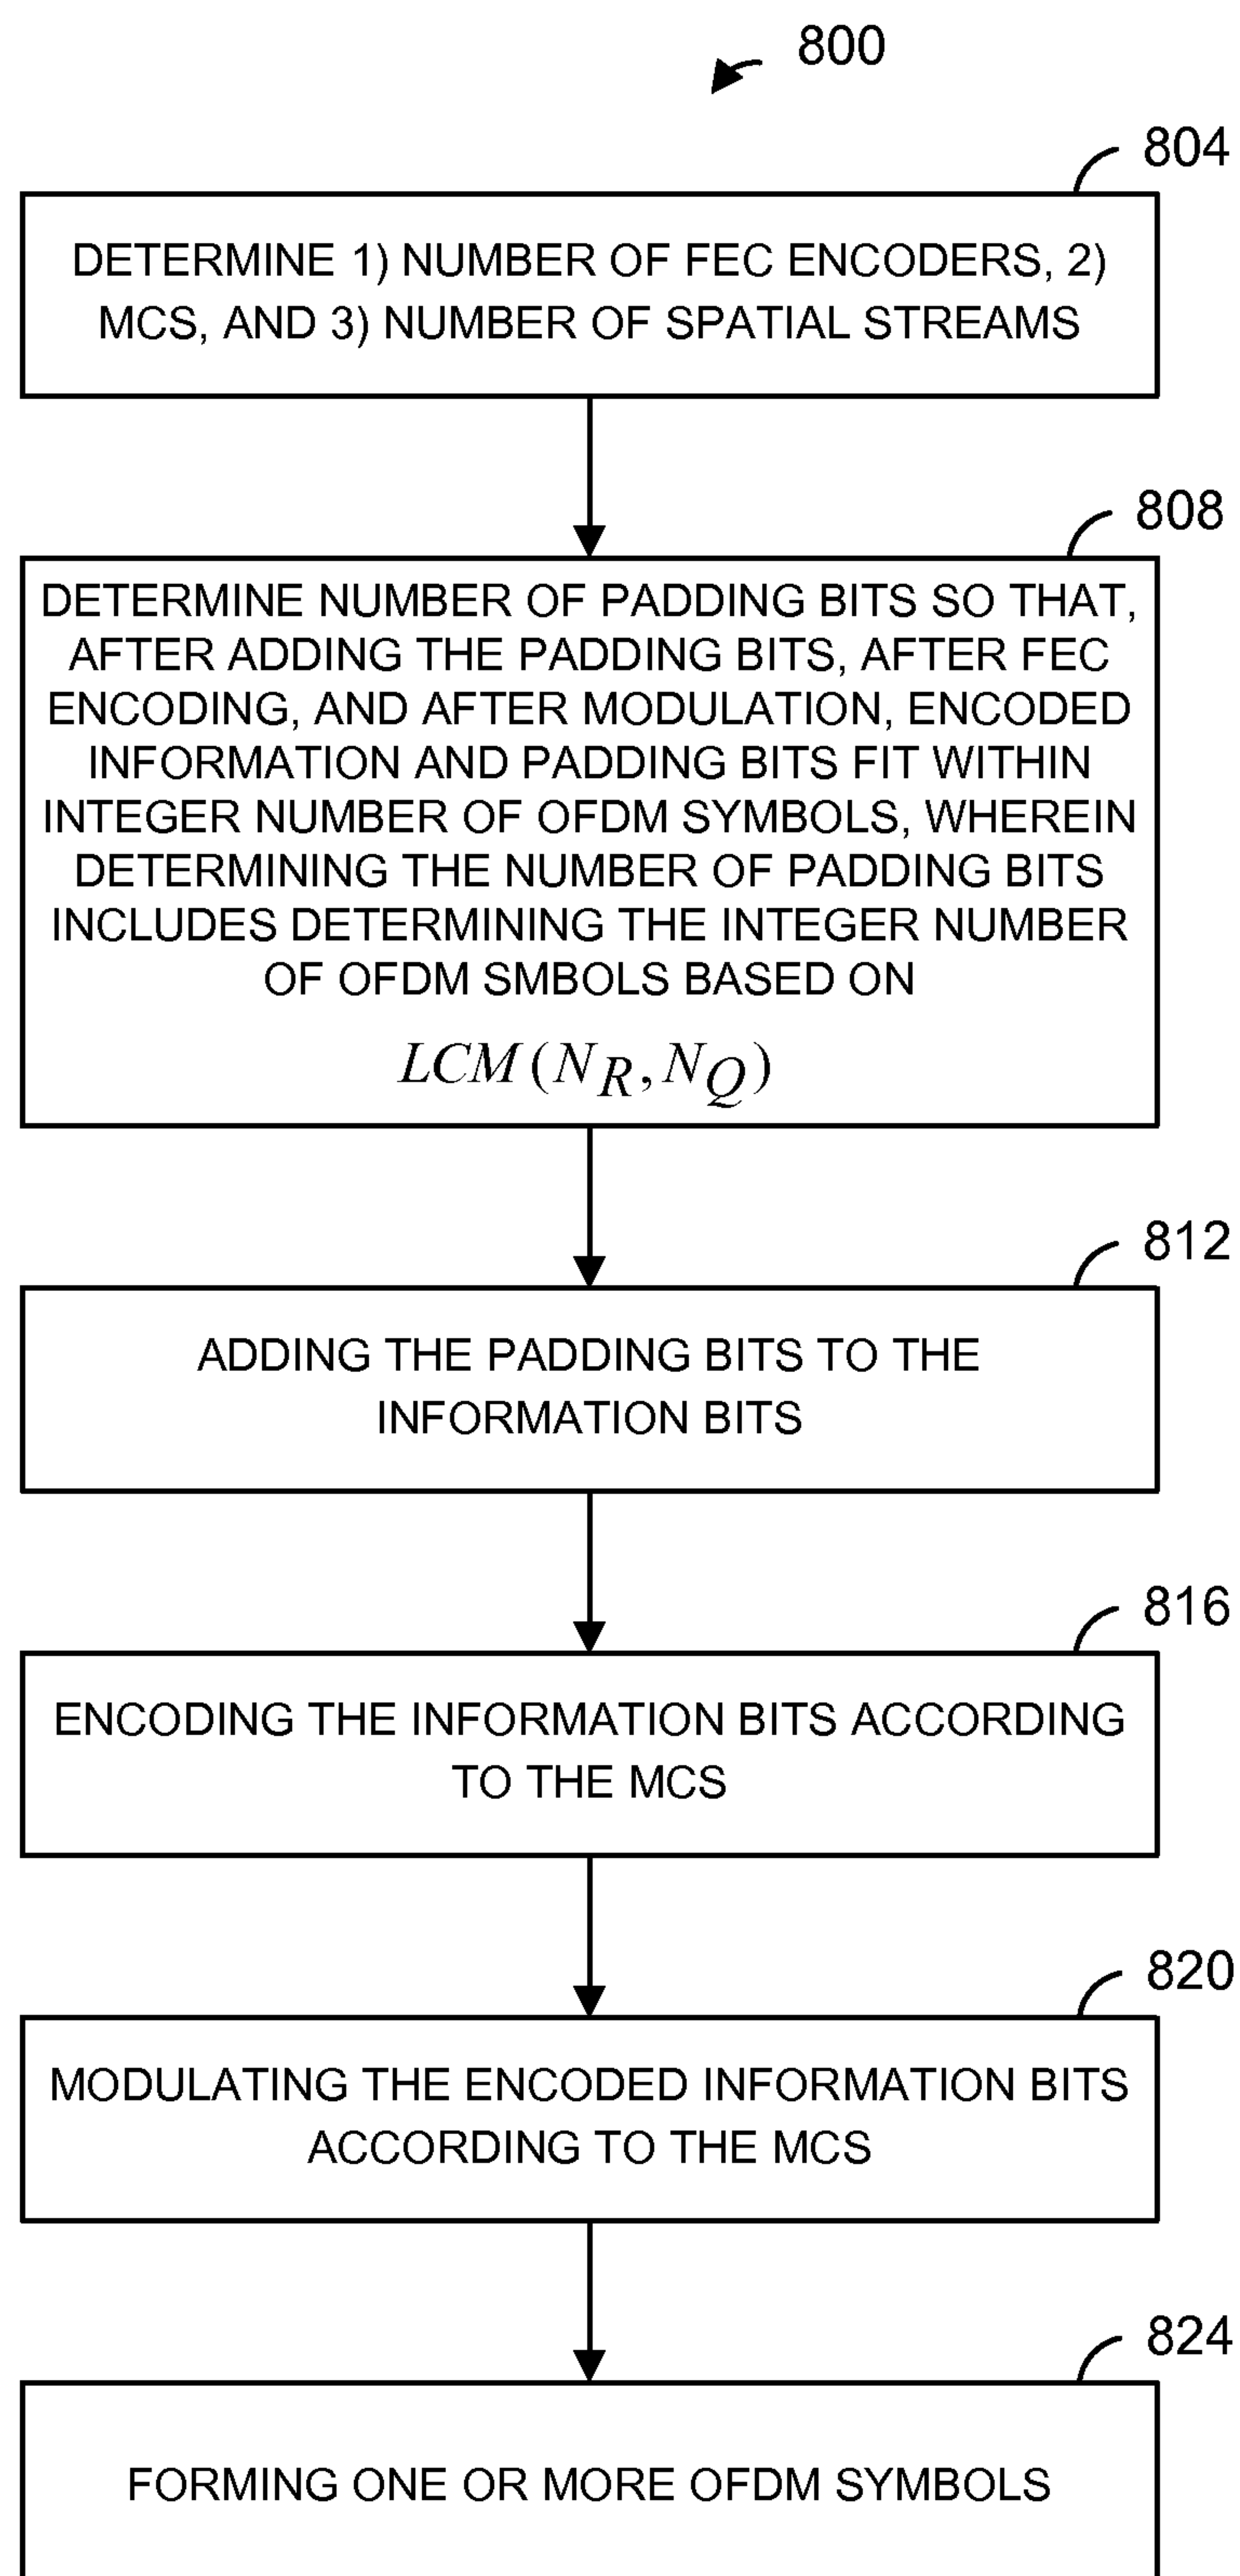 800
804
DETERMINE 1) NUMBER OF FEC ENCODERS, 2)
MCS, AND 3) NUMBER OF SPATIAL STREAMS
808
DETERMINE NUMBER OF PADDING BITS SO THAT,
AFTER ADDING THE PADDING BITS, AFTER FEC
ENCODING, AND AFTER MODULATION, ENCODED
INFORMATION AND PADDING BITS FIT WITHIN
INTEGER NUMBER OF OFDM SYMBOLS, WHEREIN
DETERMINING THE NUMBER OF PADDING BITS
INCLUDES DETERMINING THE INTEGER NUMBER
OF OFDM SMBOLS BASED ON
LCM(N_R, N_Q)
812
ADDING THE PADDING BITS TO THE
INFORMATION BITS
816
ENCODING THE INFORMATION BITS ACCORDING
TO THE MCS
820
MODULATING THE ENCODED INFORMATION BITS
ACCORDING TO THE MCS
824
FORMING ONE OR MORE OFDM SYMBOLS